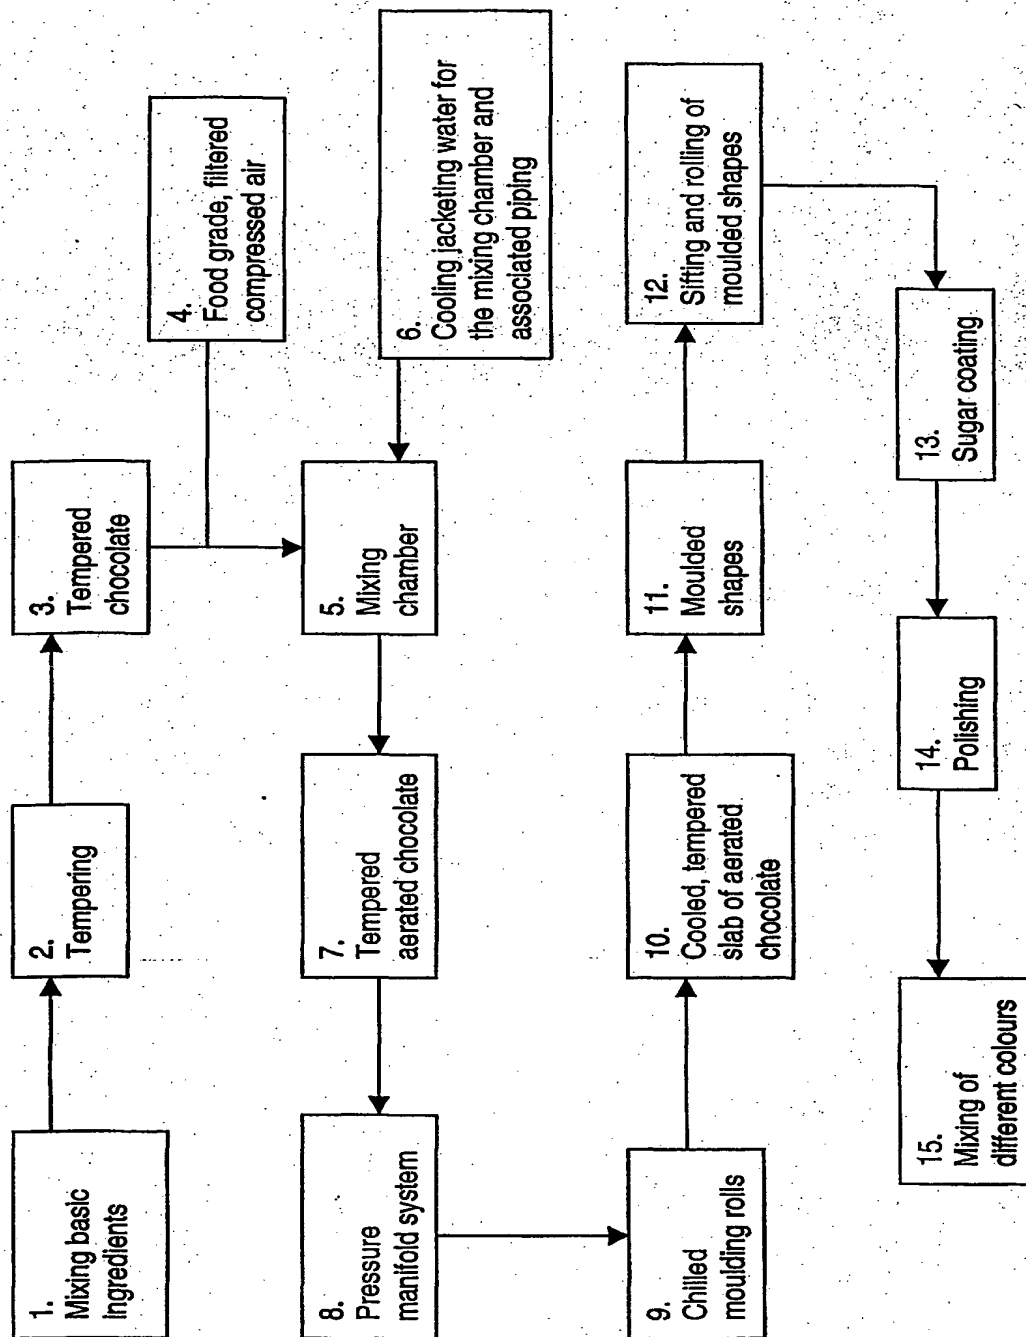 1.
Mixing basic
Ingredients
2.
Tempering
3.
Tempered
chocolate
4.
Food grade, filtered
compressed air
5.
Mixing
chamber
6.
Cooling jacketing water for
the mixing chamber and
associated piping
7.
Tempered
aerated chocolate
8.
Pressure
manifold system
9.
Chilled
moulding rolls
10.
Cooled, tempered
slab of aerated
chocolate
11.
Moulded
shapes
12.
Sifting and rolling of
moulded shapes
13.
Sugar coating
14.
Polishing
15.
Mixing of
different colours